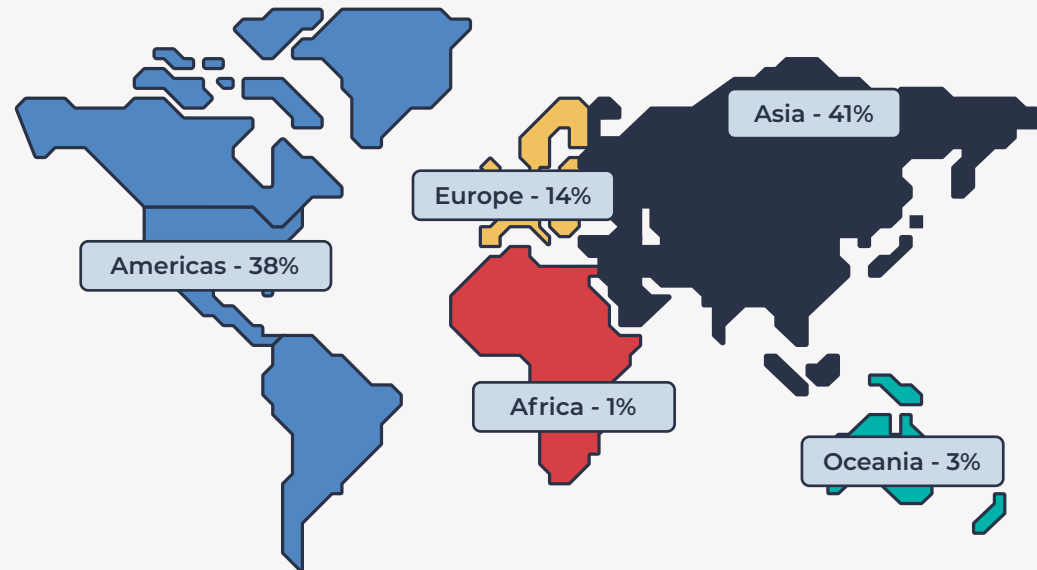 Asia - 41%
Europe - 14%
Americas - 38%
Africa - 1%
Oceania - 3%